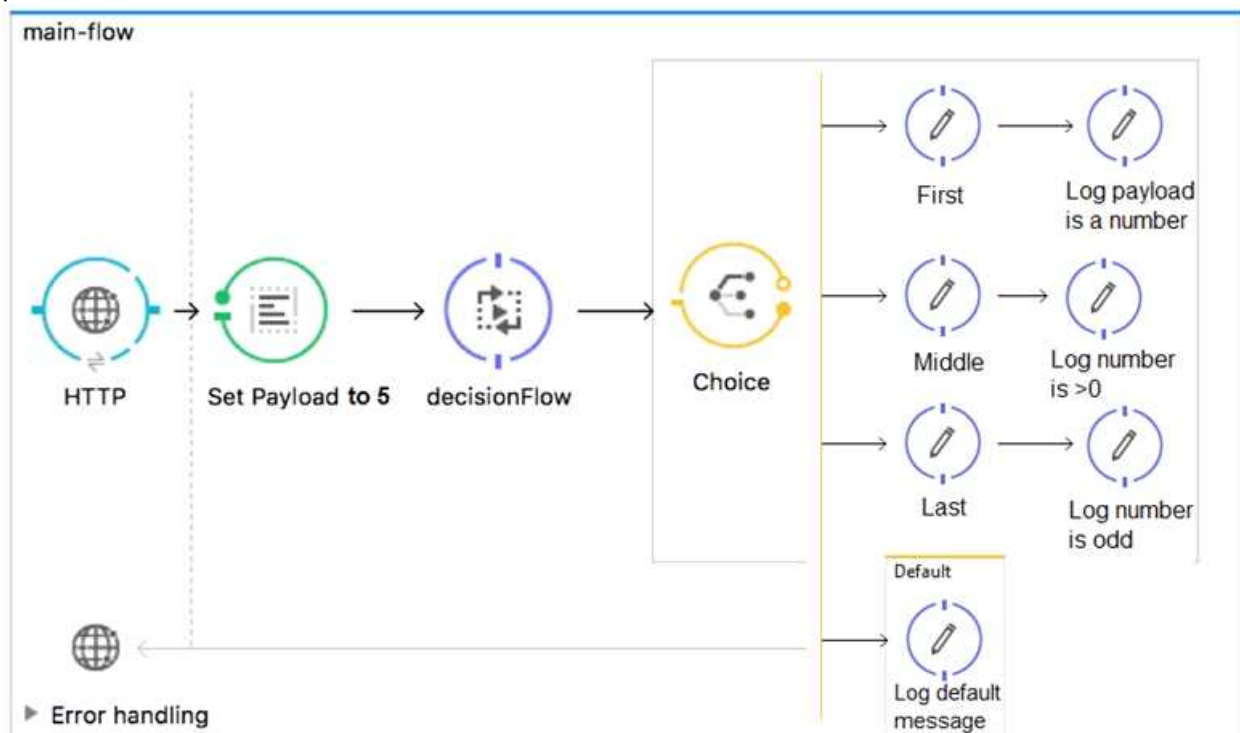 main-flow
First
Log payload
is a number
HTTP
Set Payload to 5
decisionFlow
Choice
Middle
Log number
is >0
Last
Log number
is odd
Default
Log default
message
Error handling